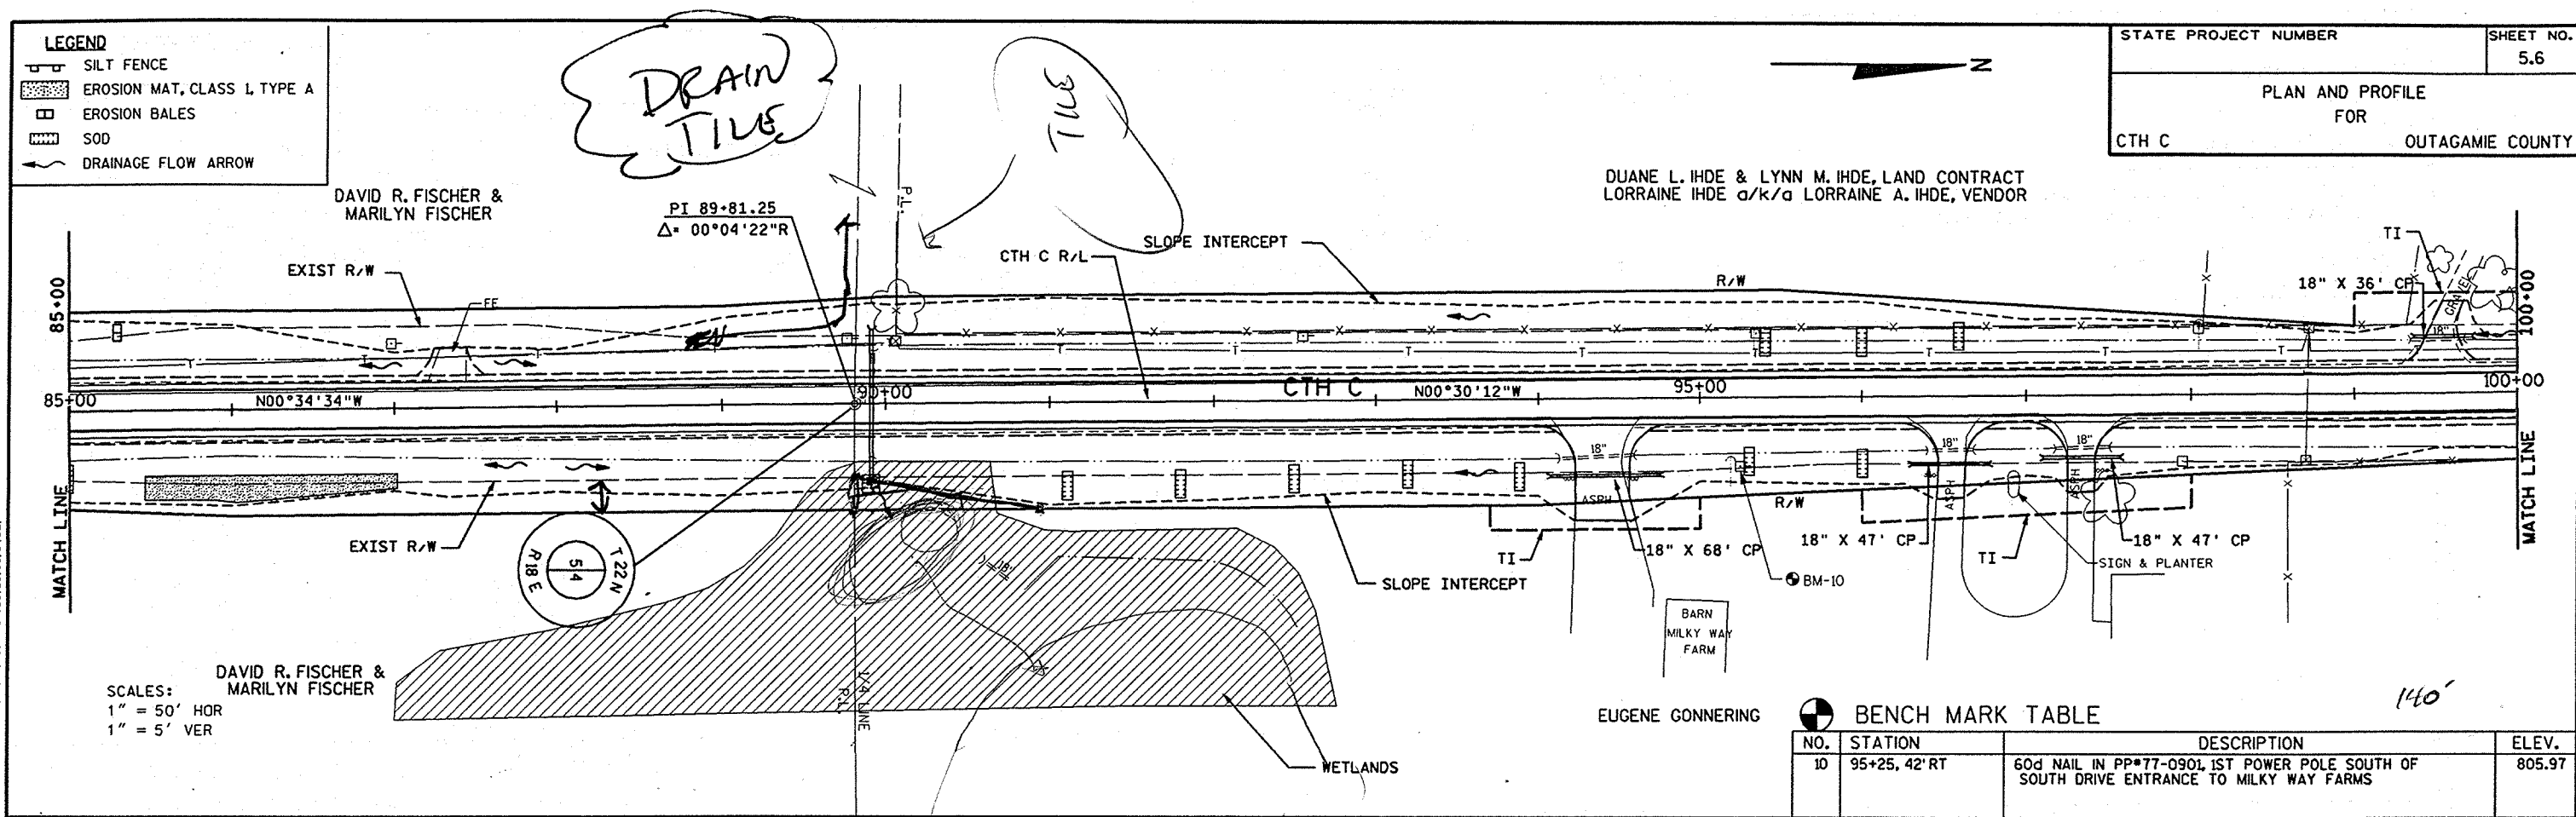 LEGEND
SILT FENCE
EROSION MAT, CLASS 1, TYPE A
EROSION BALES
SOD
DRAINAGE FLOW ARROW
DRAIN
TILE
TILE
N
STATE PROJECT NUMBER
SHEET NO.
5.6
PLAN AND PROFILE
FOR
CTH C
OUTAGAMIE COUNTY
DAVID R. FISCHER &
MARILYN FISCHER
PI 89+81.25
Δ= 00°04'22"R
P.L.
DUANE L. IHDE & LYNN M. IHDE, LAND CONTRACT
LORRAINE IHDE a/k/a LORRAINE A. IHDE, VENDOR
EXIST R/W
FE
CTH C R/L
SLOPE INTERCEPT
R/W
TI
18" X 36' CP
GRAVEL
18"
85+00
100+00
85+00
N00°34'34"W
90+00
CTH C
N00°30'12"W
95+00
100+00
MATCH LINE
MATCH LINE
EXIST R/W
T 22 N
R 18 E
5 4
18"
18"
18"
18"
ASPH
ASPH
ASPH
R/W
TI
18" X 68' CP
18" X 47' CP
TI
18" X 47' CP
SIGN & PLANTER
BM-10
SLOPE INTERCEPT
BARN
MILKY WAY
FARM
DAVID R. FISCHER &
MARILYN FISCHER
SCALES:
1" = 50' HOR
1" = 5' VER
P.L.
1/4 LINE
WETLANDS
EUGENE GONNERING
140'
BENCH MARK TABLE
NO. STATION DESCRIPTION ELEV.
10 95+25, 42'RT 60d NAIL IN PP#77-0901, 1ST POWER POLE SOUTH OF 805.97
SOUTH DRIVE ENTRANCE TO MILKY WAY FARMS